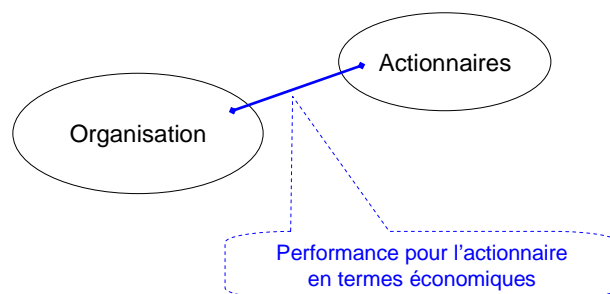 Actionnaires
Organisation
Performance pour l’actionnaire
en termes économiques